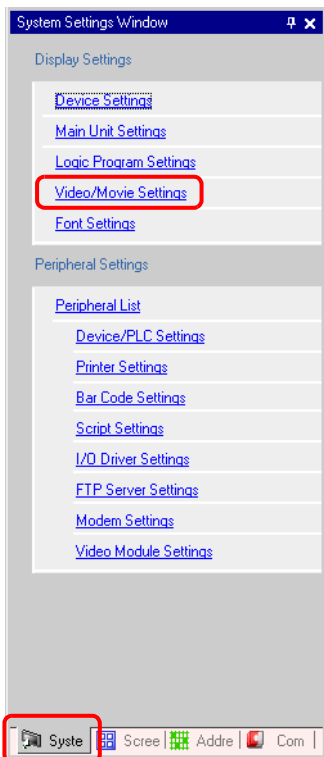 System Settings Window
Display Settings
Device Settings
Main Unit Settings
Logic Program Settings
Video/Movie Settings
Font Settings
Peripheral Settings
Peripheral List
Device/PLC Settings
Printer Settings
Bar Code Settings
Script Settings
I/O Driver Settings
FTP Server Settings
Modem Settings
Video Module Settings
Syste Scree Addre Com